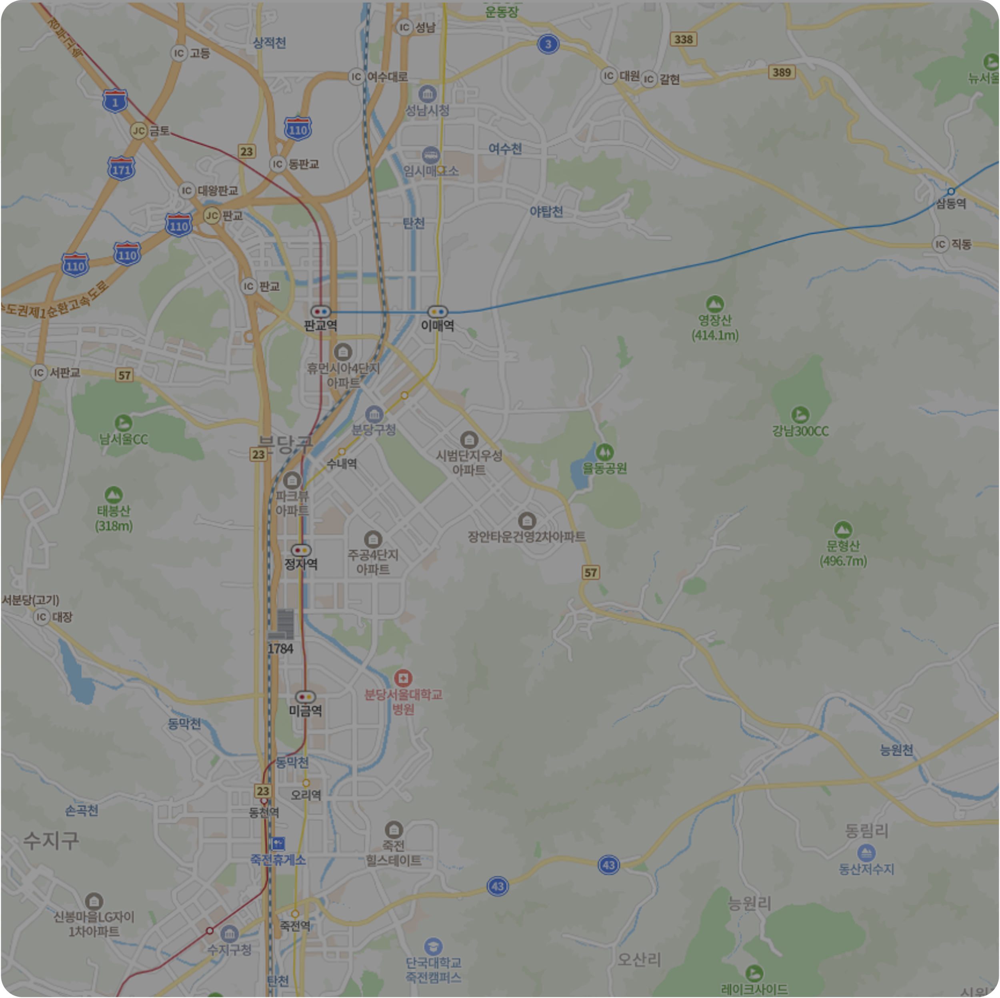 운동장
IC 성남
3
338
상적천
IC 고등
389
IC 여수대로
IC 대원
IC 갈현
1
성남시청
110
JC 금토
23
여수천
171
IC 동판교
임시매표소
IC 대왕판교
삼동역
야탑천
JC 판교
탄천
110
직동
IC
110
110
IC 판교
수도권제1순환고속도로
판교역
이매역
영장산
(414.1m)
IC 서판교
57
휴먼시아4단지
아파트
분당구청
남서울CC
강남300CC
분당구
23
수내역
시범단지우성
아파트
율동공원
파크뷰
아파트
태봉산
(318m)
장안타운건영2차아파트
문형산
(496.7m)
정자역
주공4단지
아파트
57
서분당(고기)
IC 대장
1784
분당서울대학교
병원
미금역
동막천
능원천
동막천
23
오리역
동천역
손곡천
수지구
동림리
죽전
힐스테이트
죽전휴게소
43
동산저수지
43
능원리
신봉마을LG자이
1차아파트
죽전역
수지구청
단국대학교
죽전캠퍼스
오산리
탄천
레이크사이드